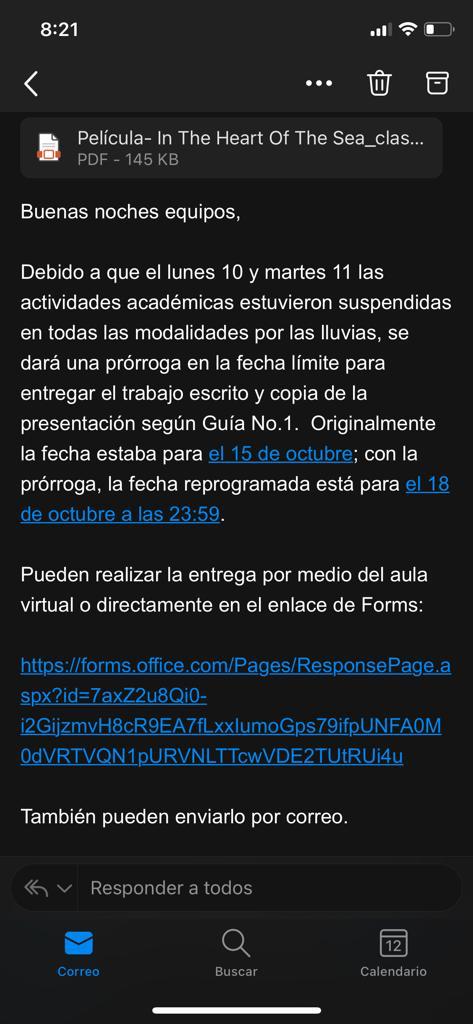 8:21
Película- In The Heart Of The Sea_clas...
PDF - 145 KB
Buenas noches equipos,
Debido a que el lunes 10 y martes 11 las
actividades académicas estuvieron suspendidas
en todas las modalidades por las lluvias, se
dará una prórroga en la fecha límite para
entregar el trabajo escrito y copia de la
presentación según Guía No.1.  Originalmente
la fecha estaba para el 15 de octubre; con la
prórroga, la fecha reprogramada está para el 18
de octubre a las 23:59.
Pueden realizar la entrega por medio del aula
virtual o directamente en el enlace de Forms:
https://forms.office.com/Pages/ResponsePage.a
spx?id=7axZ2u8Qi0-
i2GijzmvH8cR9EA7fLxxIumoGps79ifpUNFA0M
0dVRTVQN1pURVNLTTcwVDE2TUtRUi4u
También pueden enviarlo por correo.
Responder a todos
12
Correo
Buscar
Calendario